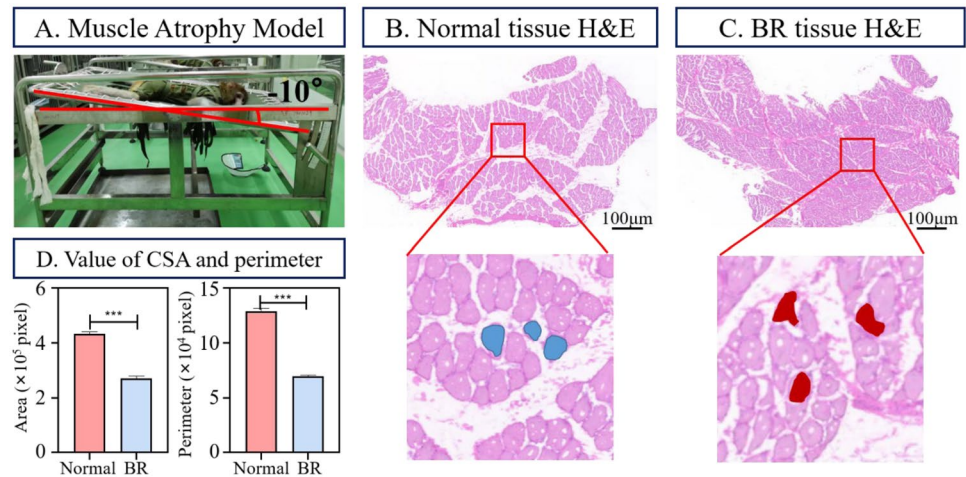 A. Muscle Atrophy Model
-10°
B. Normal tissue H&E
100μm
C. BR tissue H&E
100μm
D. Value of CSA and perimeter
Area (×10⁵ pixel)
6
4
2
0
***
Normal BR
Perimeter (×10⁴ pixel)
15
10
5
0
***
Normal BR